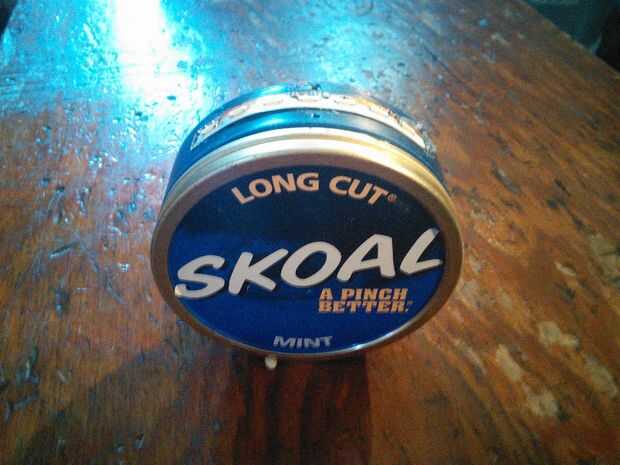 LONG CUT®
SKOAL
A PINCH
BETTER.
MINT